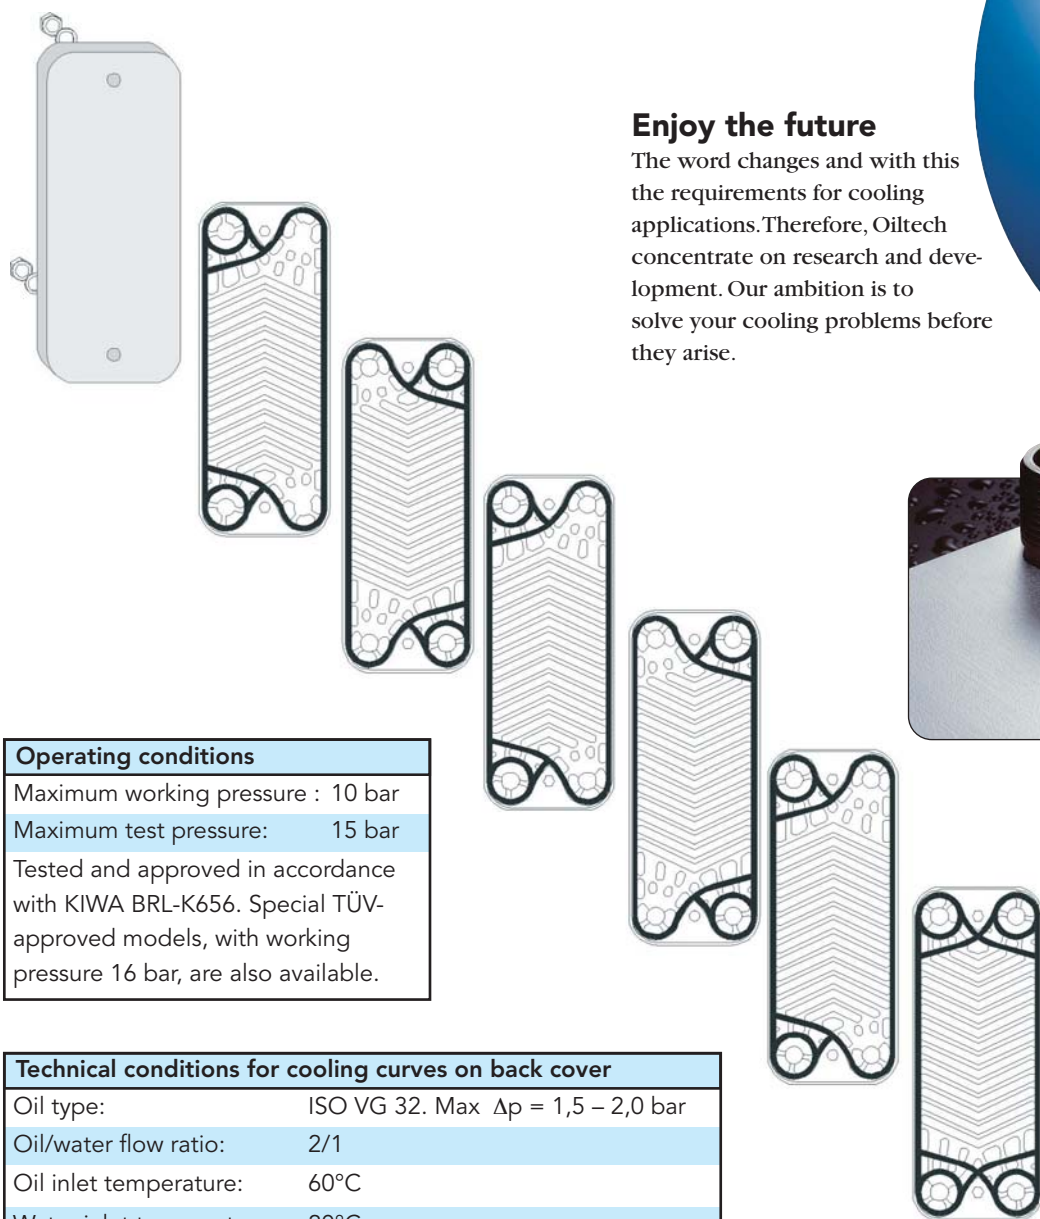 Enjoy the future
The word changes and with this
the requirements for cooling
applications.Therefore, Oiltech
concentrate on research and deve-
lopment. Our ambition is to
solve your cooling problems before
they arise.
Operating conditions
Maximum working pressure : 10 bar
Maximum test pressure: 15 bar
Tested and approved in accordance
with KIWA BRL-K656. Special TÜV-
approved models, with working
pressure 16 bar, are also available.
Technical conditions for cooling curves on back cover
Oil type: ISO VG 32. Max Δp = 1,5 – 2,0 bar
Oil/water flow ratio: 2/1
Oil inlet temperature: 60°C